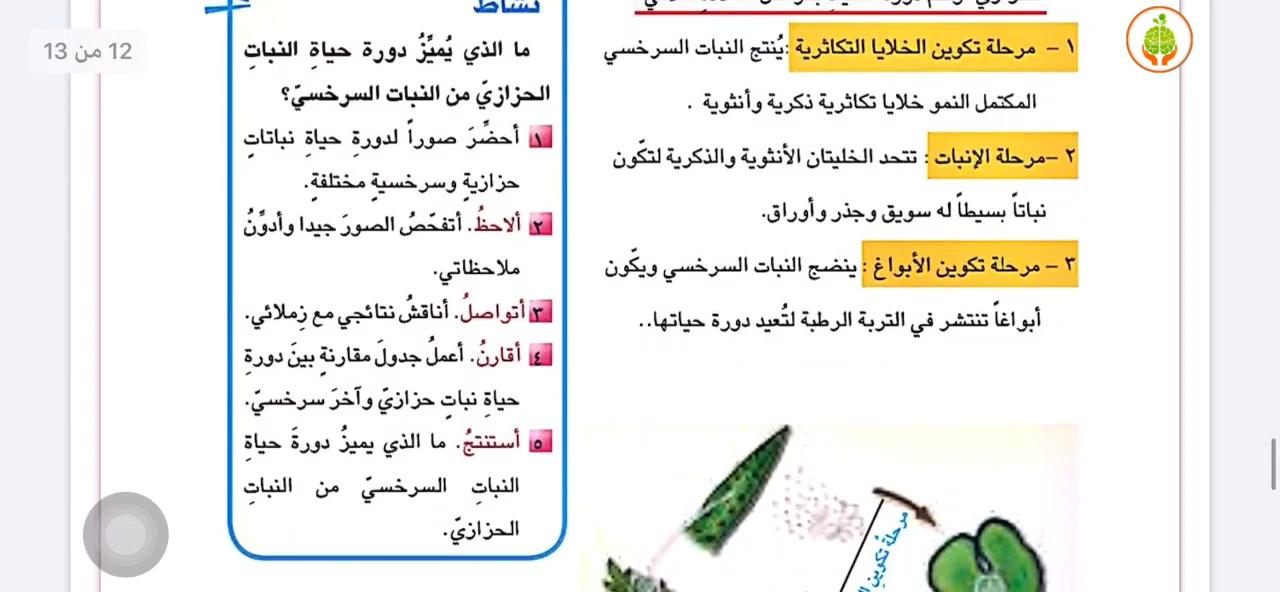 ١ - مرحلة تكوين الخلايا التكاثرية :يُنتج النبات السرخسي
المكتمل النمو خلايا تكاثرية ذكرية وأنثوية .
٢ -مرحلة الإنبات : تتحد الخليتان الأنثوية والذكرية لتكّون
نباتاً بسيطاً له سويق وجذر وأوراق.
٣ - مرحلة تكوين الأبواغ : ينضج النبات السرخسي ويكّون
أبواغاً تنتشر في التربة الرطبة لتُعيد دورة حياتها..
مرحلةُ تكوينِ
نشاط
ما الذي يُميِّزُ دورة حياةِ النباتِ
الحزازيّ من النبات السرخسيّ؟
١ أحضِّرَ صوراً لدورةِ حياةِ نباتاتٍ
حزازيةٍ وسرخسيةٍ مختلفةٍ.
٢ ألاحظُ. أتفحّصُ الصورَ جيدا وأدوِّنُ
ملاحظاتي.
٣ أتواصلُ. أناقشُ نتائجي مع زملائي.
٤ أقارنُ. أعملُ جدولَ مقارنةٍ بينَ دورةِ
حياةِ نباتٍ حزازيّ وآخرَ سرخسيّ.
٥ أستنتجُ. ما الذي يميزُ دورةَ حياةِ
النباتِ السرخسيّ من النباتِ
الحزازيّ.
12 من 13